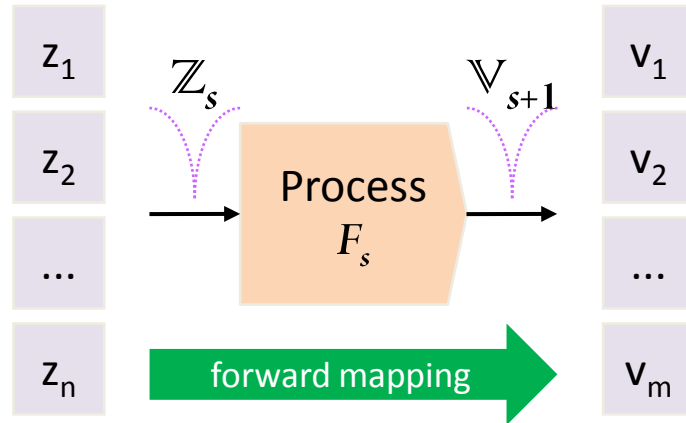 z₁
z₂
...
zₙ
ℤₛ
Process
Fₛ
𝕍ₛ₊₁
forward mapping
v₁
v₂
...
vₘ